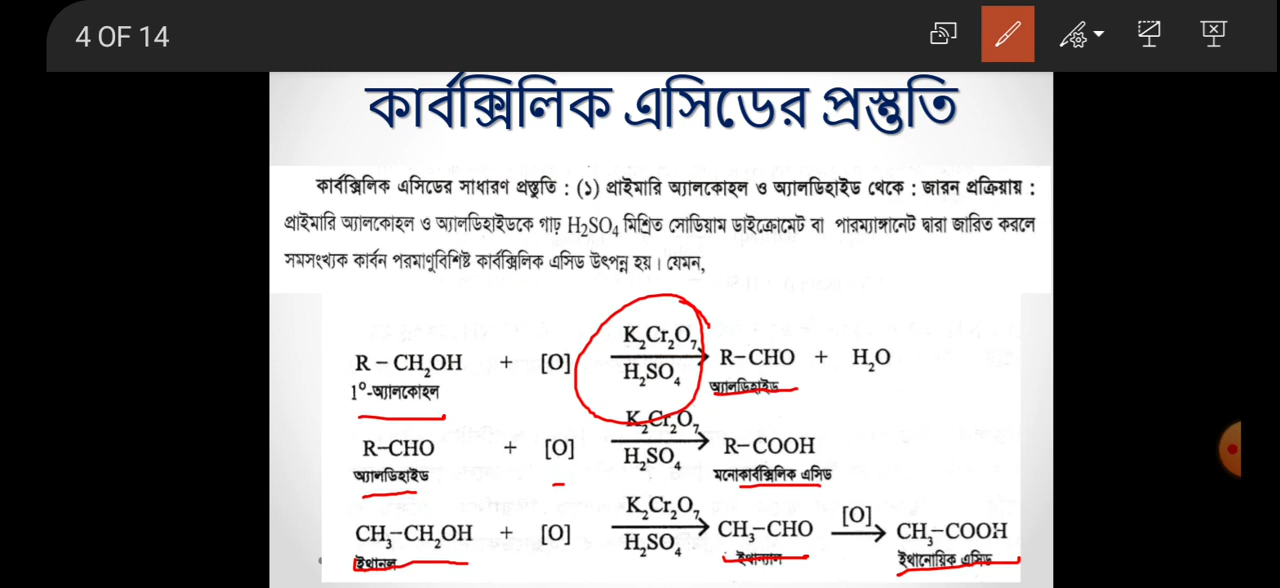 4 OF 14
কার্বক্সিলিক এসিডের প্রস্তুতি
কার্বক্সিলিক এসিডের সাধারণ প্রস্তুতি : (১) প্রাইমারি অ্যালকোহল ও অ্যালডিহাইড থেকে : জারন প্রক্রিয়ায় :
প্রাইমারি অ্যালকোহল ও অ্যালডিহাইডকে গাঢ় H₂SO₄ মিশ্রিত সোডিয়াম ডাইক্রোমেট বা পারম্যাঙ্গানেট দ্বারা জারিত করলে
সমসংখ্যক কার্বন পরমাণুবিশিষ্ট কার্বক্সিলিক এসিড উৎপন্ন হয়। যেমন,
K₂Cr₂O₇
R – CH₂OH + [O] → R–CHO + H₂O
H₂SO₄
1°-অ্যালকোহল অ্যালডিহাইড
K₂Cr₂O₇
R–CHO + [O] → R–COOH
H₂SO₄
অ্যালডিহাইড মনোকার্বক্সিলিক এসিড
K₂Cr₂O₇ [O]
CH₃–CH₂OH + [O] → CH₃–CHO → CH₃–COOH
H₂SO₄
ইথানল ইথান্যাল ইথানোয়িক এসিড